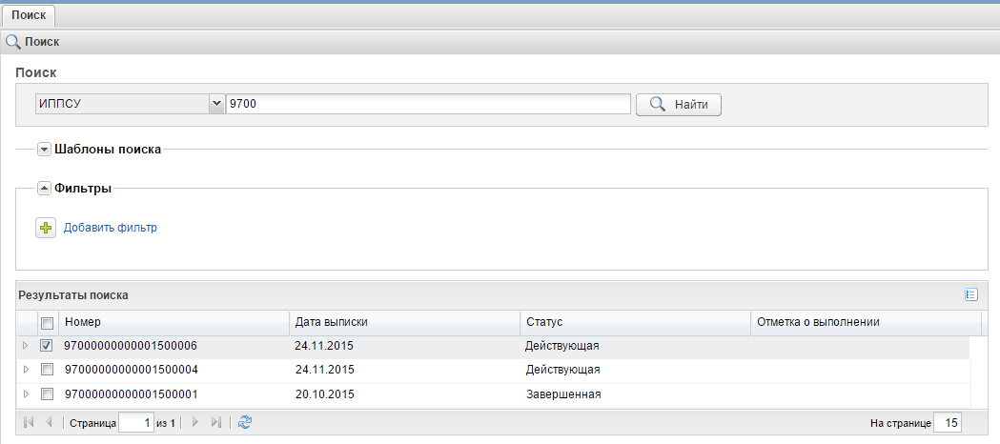 Поиск
Поиск
Поиск
ИППСУ 9700 Найти
Шаблоны поиска
Фильтры
Добавить фильтр
Результаты поиска
Номер Дата выписки Статус Отметка о выполнении
97000000000001500006 24.11.2015 Действующая
97000000000001500004 24.11.2015 Действующая
97000000000001500001 20.10.2015 Завершенная
Страница 1 из 1 На странице 15